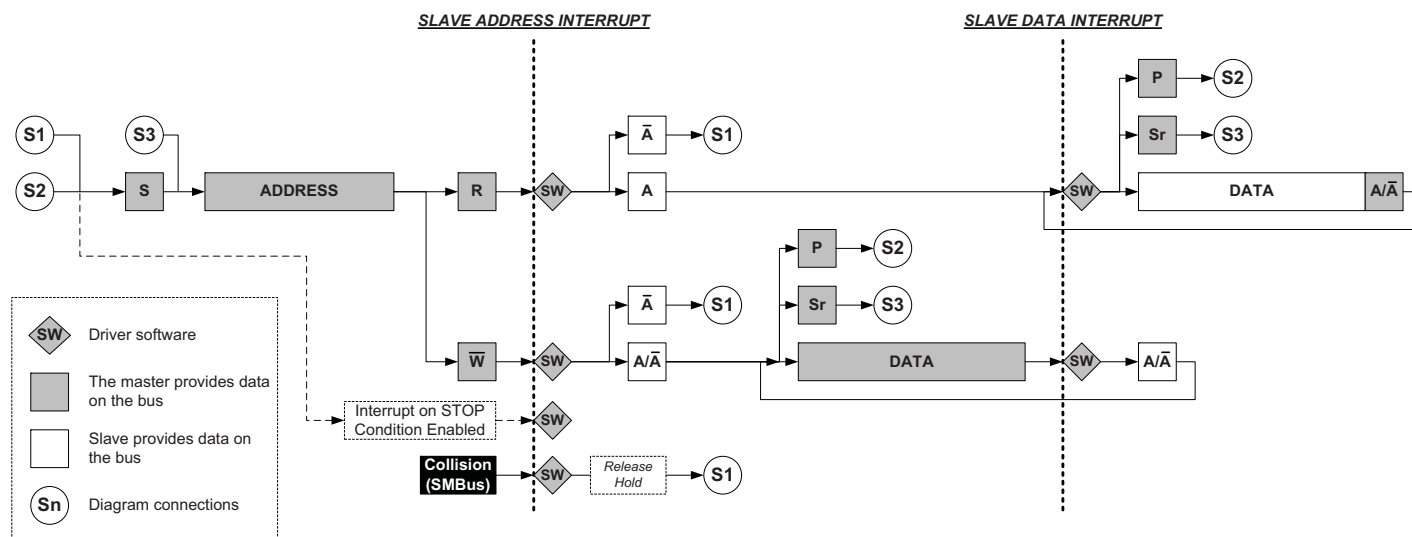 SLAVE ADDRESS INTERRUPT
SLAVE DATA INTERRUPT
P
S2
S1
S3
A̅
S1
Sr
S3
S2
S
ADDRESS
R
SW
A
SW
DATA
A/A̅
P
S2
A̅
S1
Sr
S3
W̅
SW
A/A̅
DATA
SW
A/A̅
Interrupt on STOP
Condition Enabled
SW
Collision
(SMBus)
SW
Release
Hold
S1
SW
Driver software
The master provides data
on the bus
Slave provides data on
the bus
Sn
Diagram connections